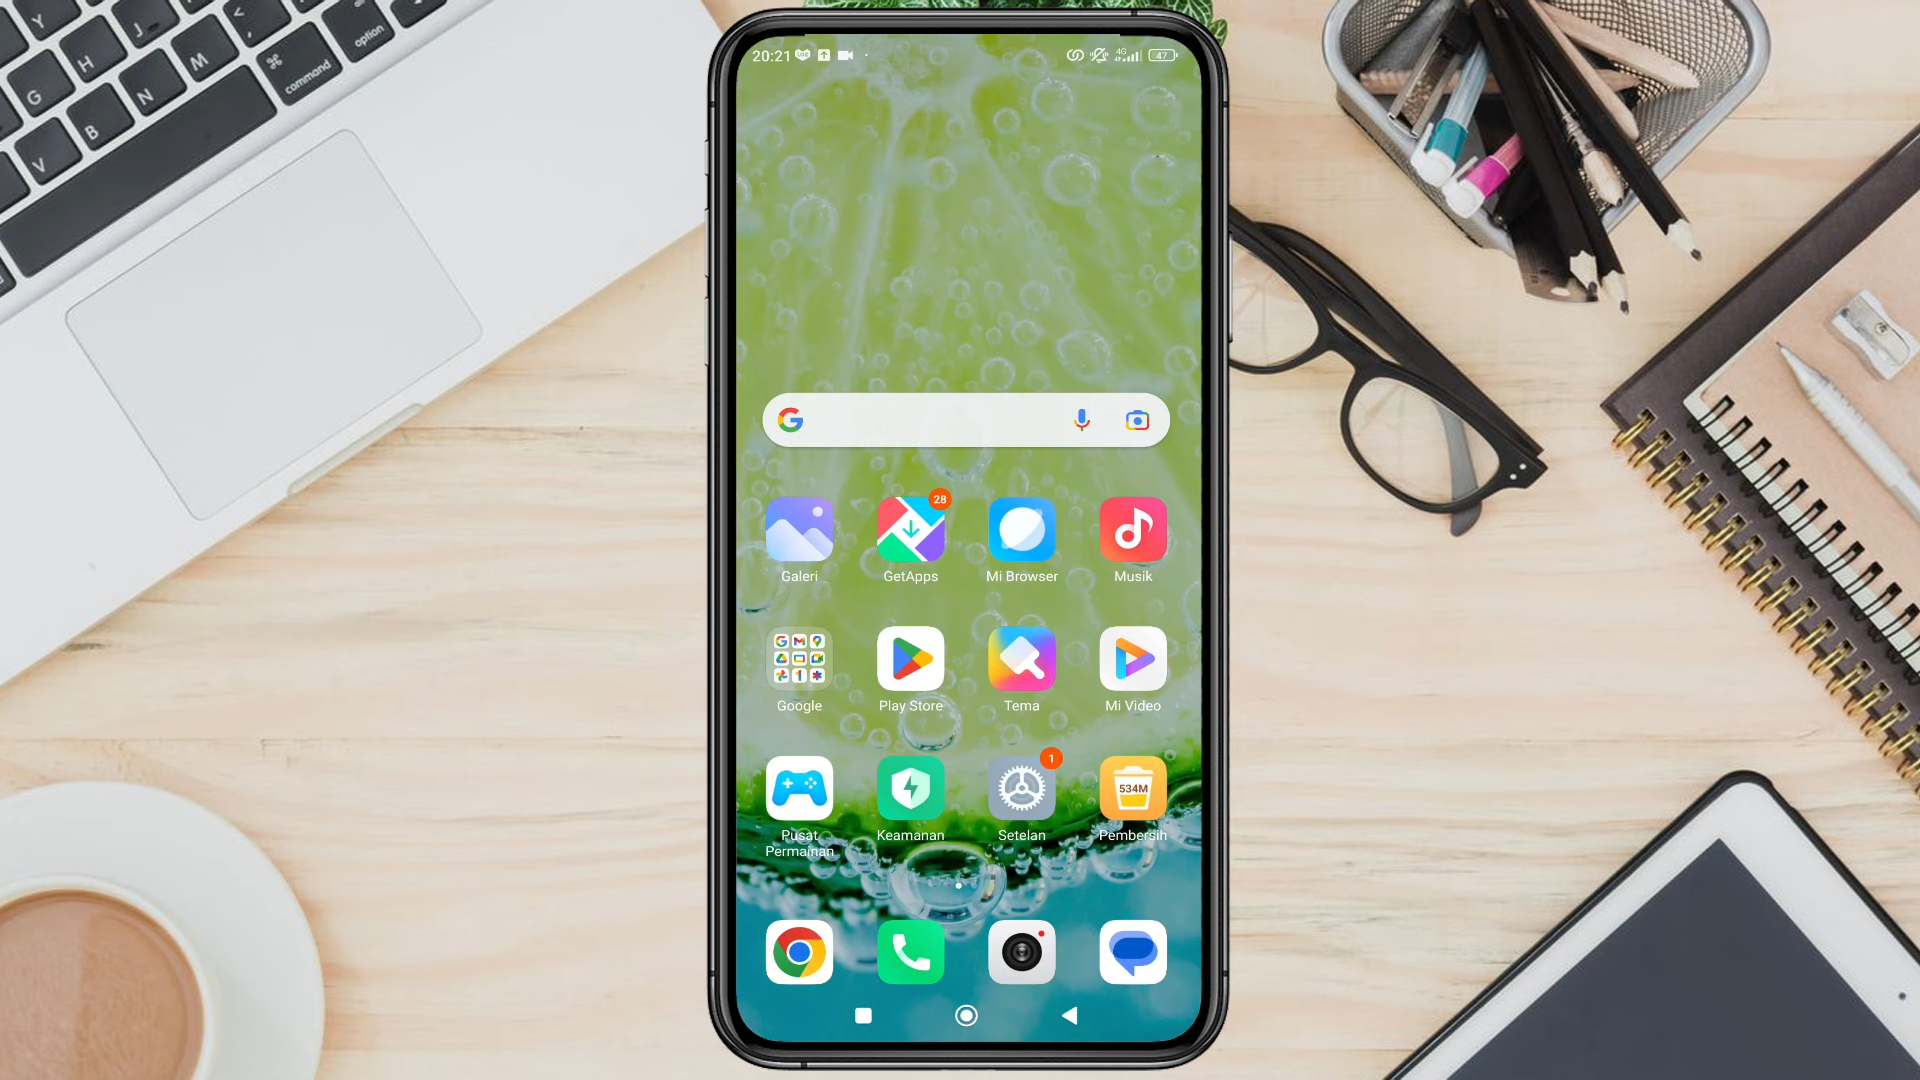 Y
J
<
option
H
M
⌘
command
G
N
B
V
20:21
4G
47
28
Galeri
GetApps
Mi Browser
Musik
Google
Play Store
Tema
Mi Video
1
534M
Pusat
Permainan
Keamanan
Setelan
Pembersih